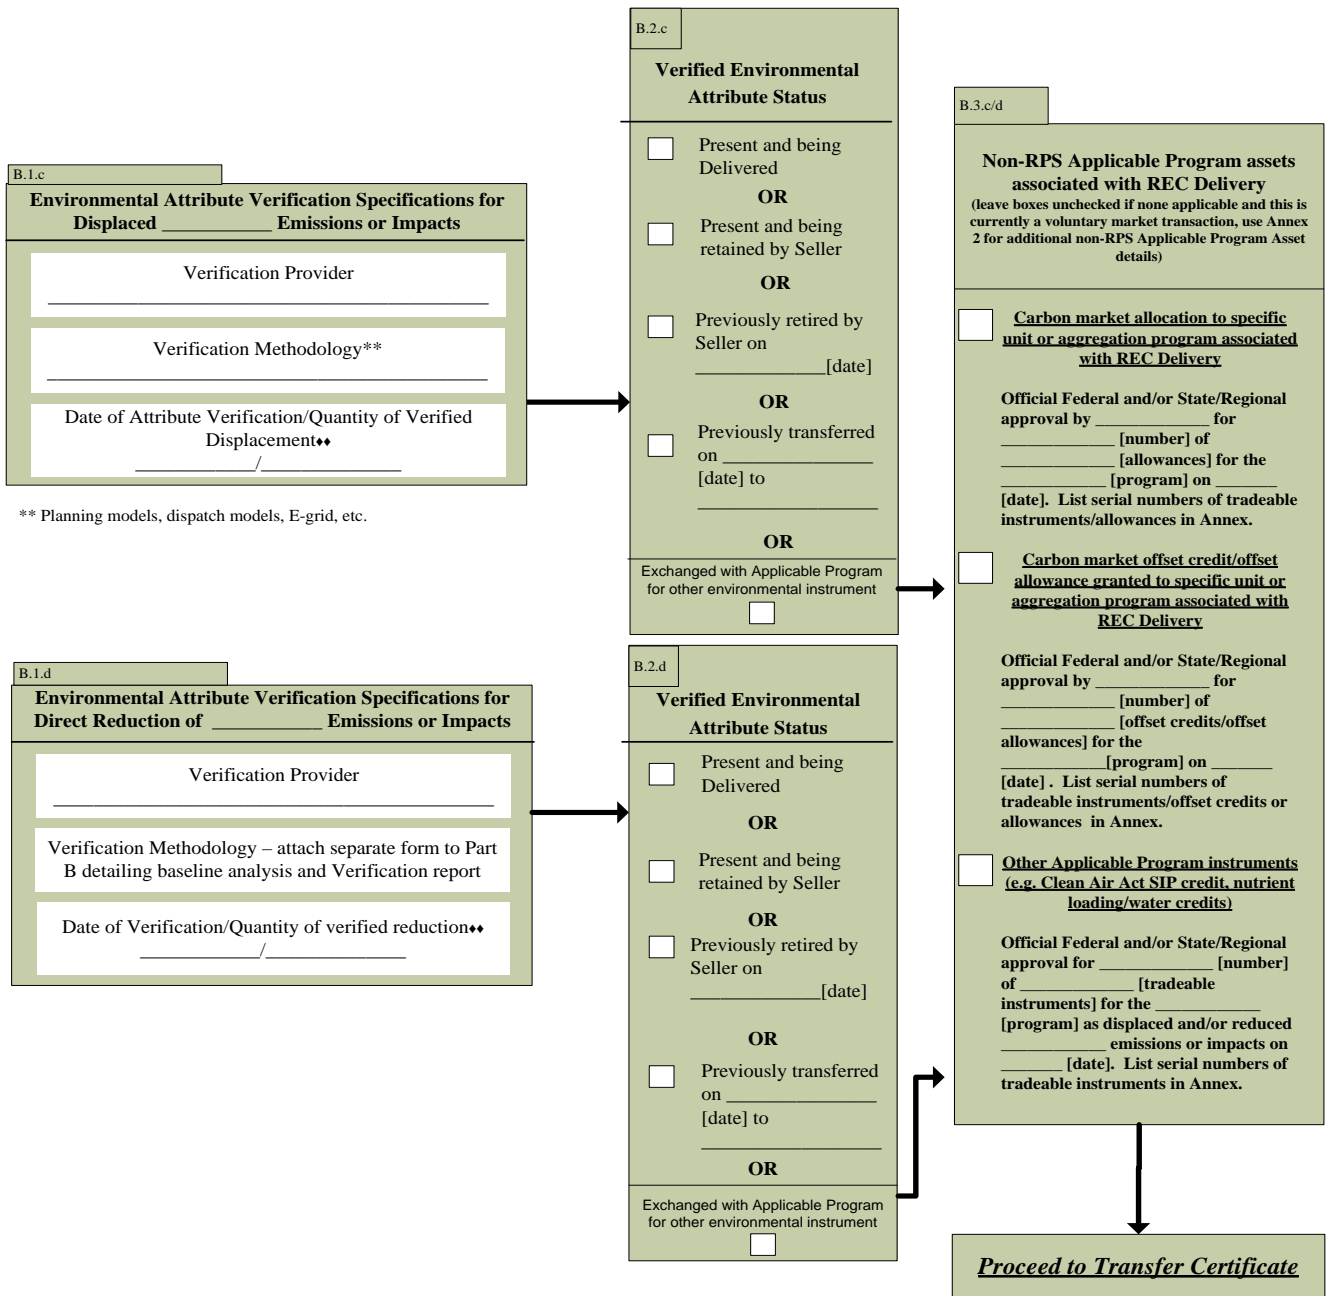 B.1.c
Environmental Attribute Verification Specifications for
Displaced ___________ Emissions or Impacts
Verification Provider
____________________________________________
Verification Methodology**
____________________________________________
Date of Attribute Verification/Quantity of Verified
Displacement♦♦
____________/______________
** Planning models, dispatch models, E-grid, etc.
B.2.c
Verified Environmental
Attribute Status
Present and being
Delivered
OR
Present and being
retained by Seller
OR
Previously retired by
Seller on
_____________[date]
OR
Previously transferred
on _______________
[date] to
__________________
OR
Exchanged with Applicable Program
for other environmental instrument
B.1.d
Environmental Attribute Verification Specifications for
Direct Reduction of ___________ Emissions or Impacts
Verification Provider
____________________________________________
Verification Methodology – attach separate form to Part
B detailing baseline analysis and Verification report
Date of Verification/Quantity of verified reduction♦♦
____________/______________
B.2.d
Verified Environmental
Attribute Status
Present and being
Delivered
OR
Present and being
retained by Seller
OR
Previously retired by
Seller on
_____________[date]
OR
Previously transferred
on _______________
[date] to
__________________
OR
Exchanged with Applicable Program
for other environmental instrument
B.3.c/d
Non-RPS Applicable Program assets
associated with REC Delivery
(leave boxes unchecked if none applicable and this is
currently a voluntary market transaction, use Annex
2 for additional non-RPS Applicable Program Asset
details)
Carbon market allocation to specific
unit or aggregation program associated
with REC Delivery
Official Federal and/or State/Regional
approval by _____________ for
_____________ [number] of
_____________ [allowances] for the
____________ [program] on _______
[date]. List serial numbers of tradeable
instruments/allowances in Annex.
Carbon market offset credit/offset
allowance granted to specific unit or
aggregation program associated with
REC Delivery
Official Federal and/or State/Regional
approval by _____________ for
_____________ [number] of
_____________ [offset credits/offset
allowances] for the
____________[program] on _______
[date] . List serial numbers of
tradeable instruments/offset credits or
allowances in Annex.
Other Applicable Program instruments
(e.g. Clean Air Act SIP credit, nutrient
loading/water credits)
Official Federal and/or State/Regional
approval for _____________ [number]
of _____________ [tradeable
instruments] for the ____________
[program] as displaced and/or reduced
____________ emissions or impacts on
_______ [date]. List serial numbers of
tradeable instruments in Annex.
Proceed to Transfer Certificate